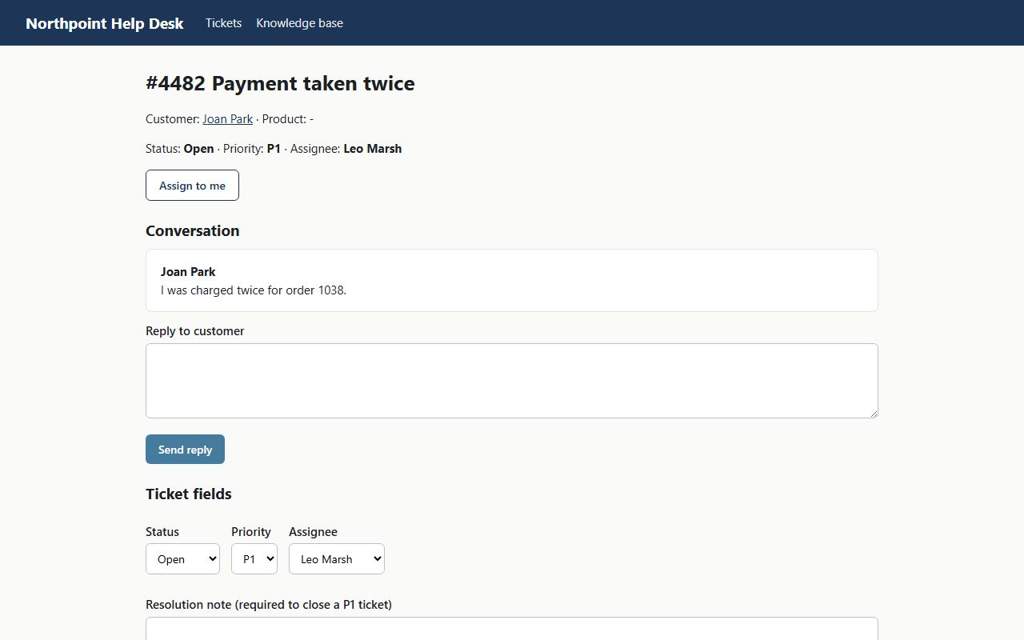 Northpoint Help Desk Tickets Knowledge base
#4482 Payment taken twice
Customer: Joan Park · Product: -
Status: Open · Priority: P1 · Assignee: Leo Marsh
Assign to me
Conversation
Joan Park
I was charged twice for order 1038.
Reply to customer
Send reply
Ticket fields
Status Priority Assignee
Open P1 Leo Marsh
Resolution note (required to close a P1 ticket)